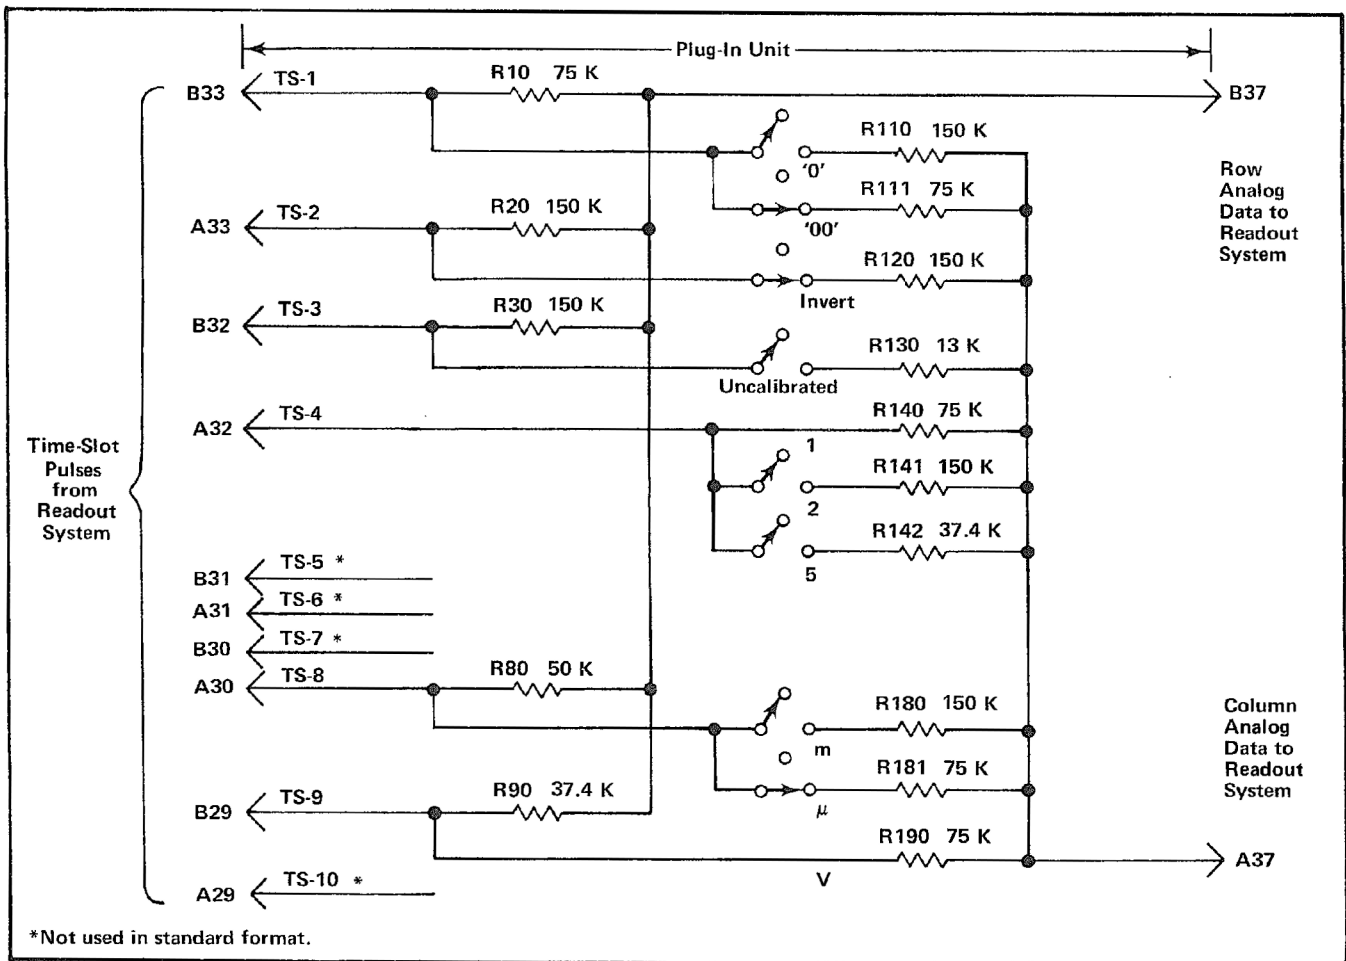 Plug-In Unit
B33 TS-1 R10 75 K B37
R110 150 K
'0'
Row
Analog
Data to
Readout
System
R111 75 K
'00'
A33 TS-2 R20 150 K
R120 150 K
Invert
B32 TS-3 R30 150 K
R130 13 K
Uncalibrated
A32 TS-4
R140 75 K
1
R141 150 K
2
R142 37.4 K
5
Time-Slot
Pulses
from
Readout
System
B31 TS-5 *
A31 TS-6 *
B30 TS-7 *
A30 TS-8 R80 50 K
R180 150 K
m
Column
Analog
Data to
Readout
System
R181 75 K
μ
B29 TS-9 R90 37.4 K
R190 75 K
V
A37
A29 TS-10 *
*Not used in standard format.